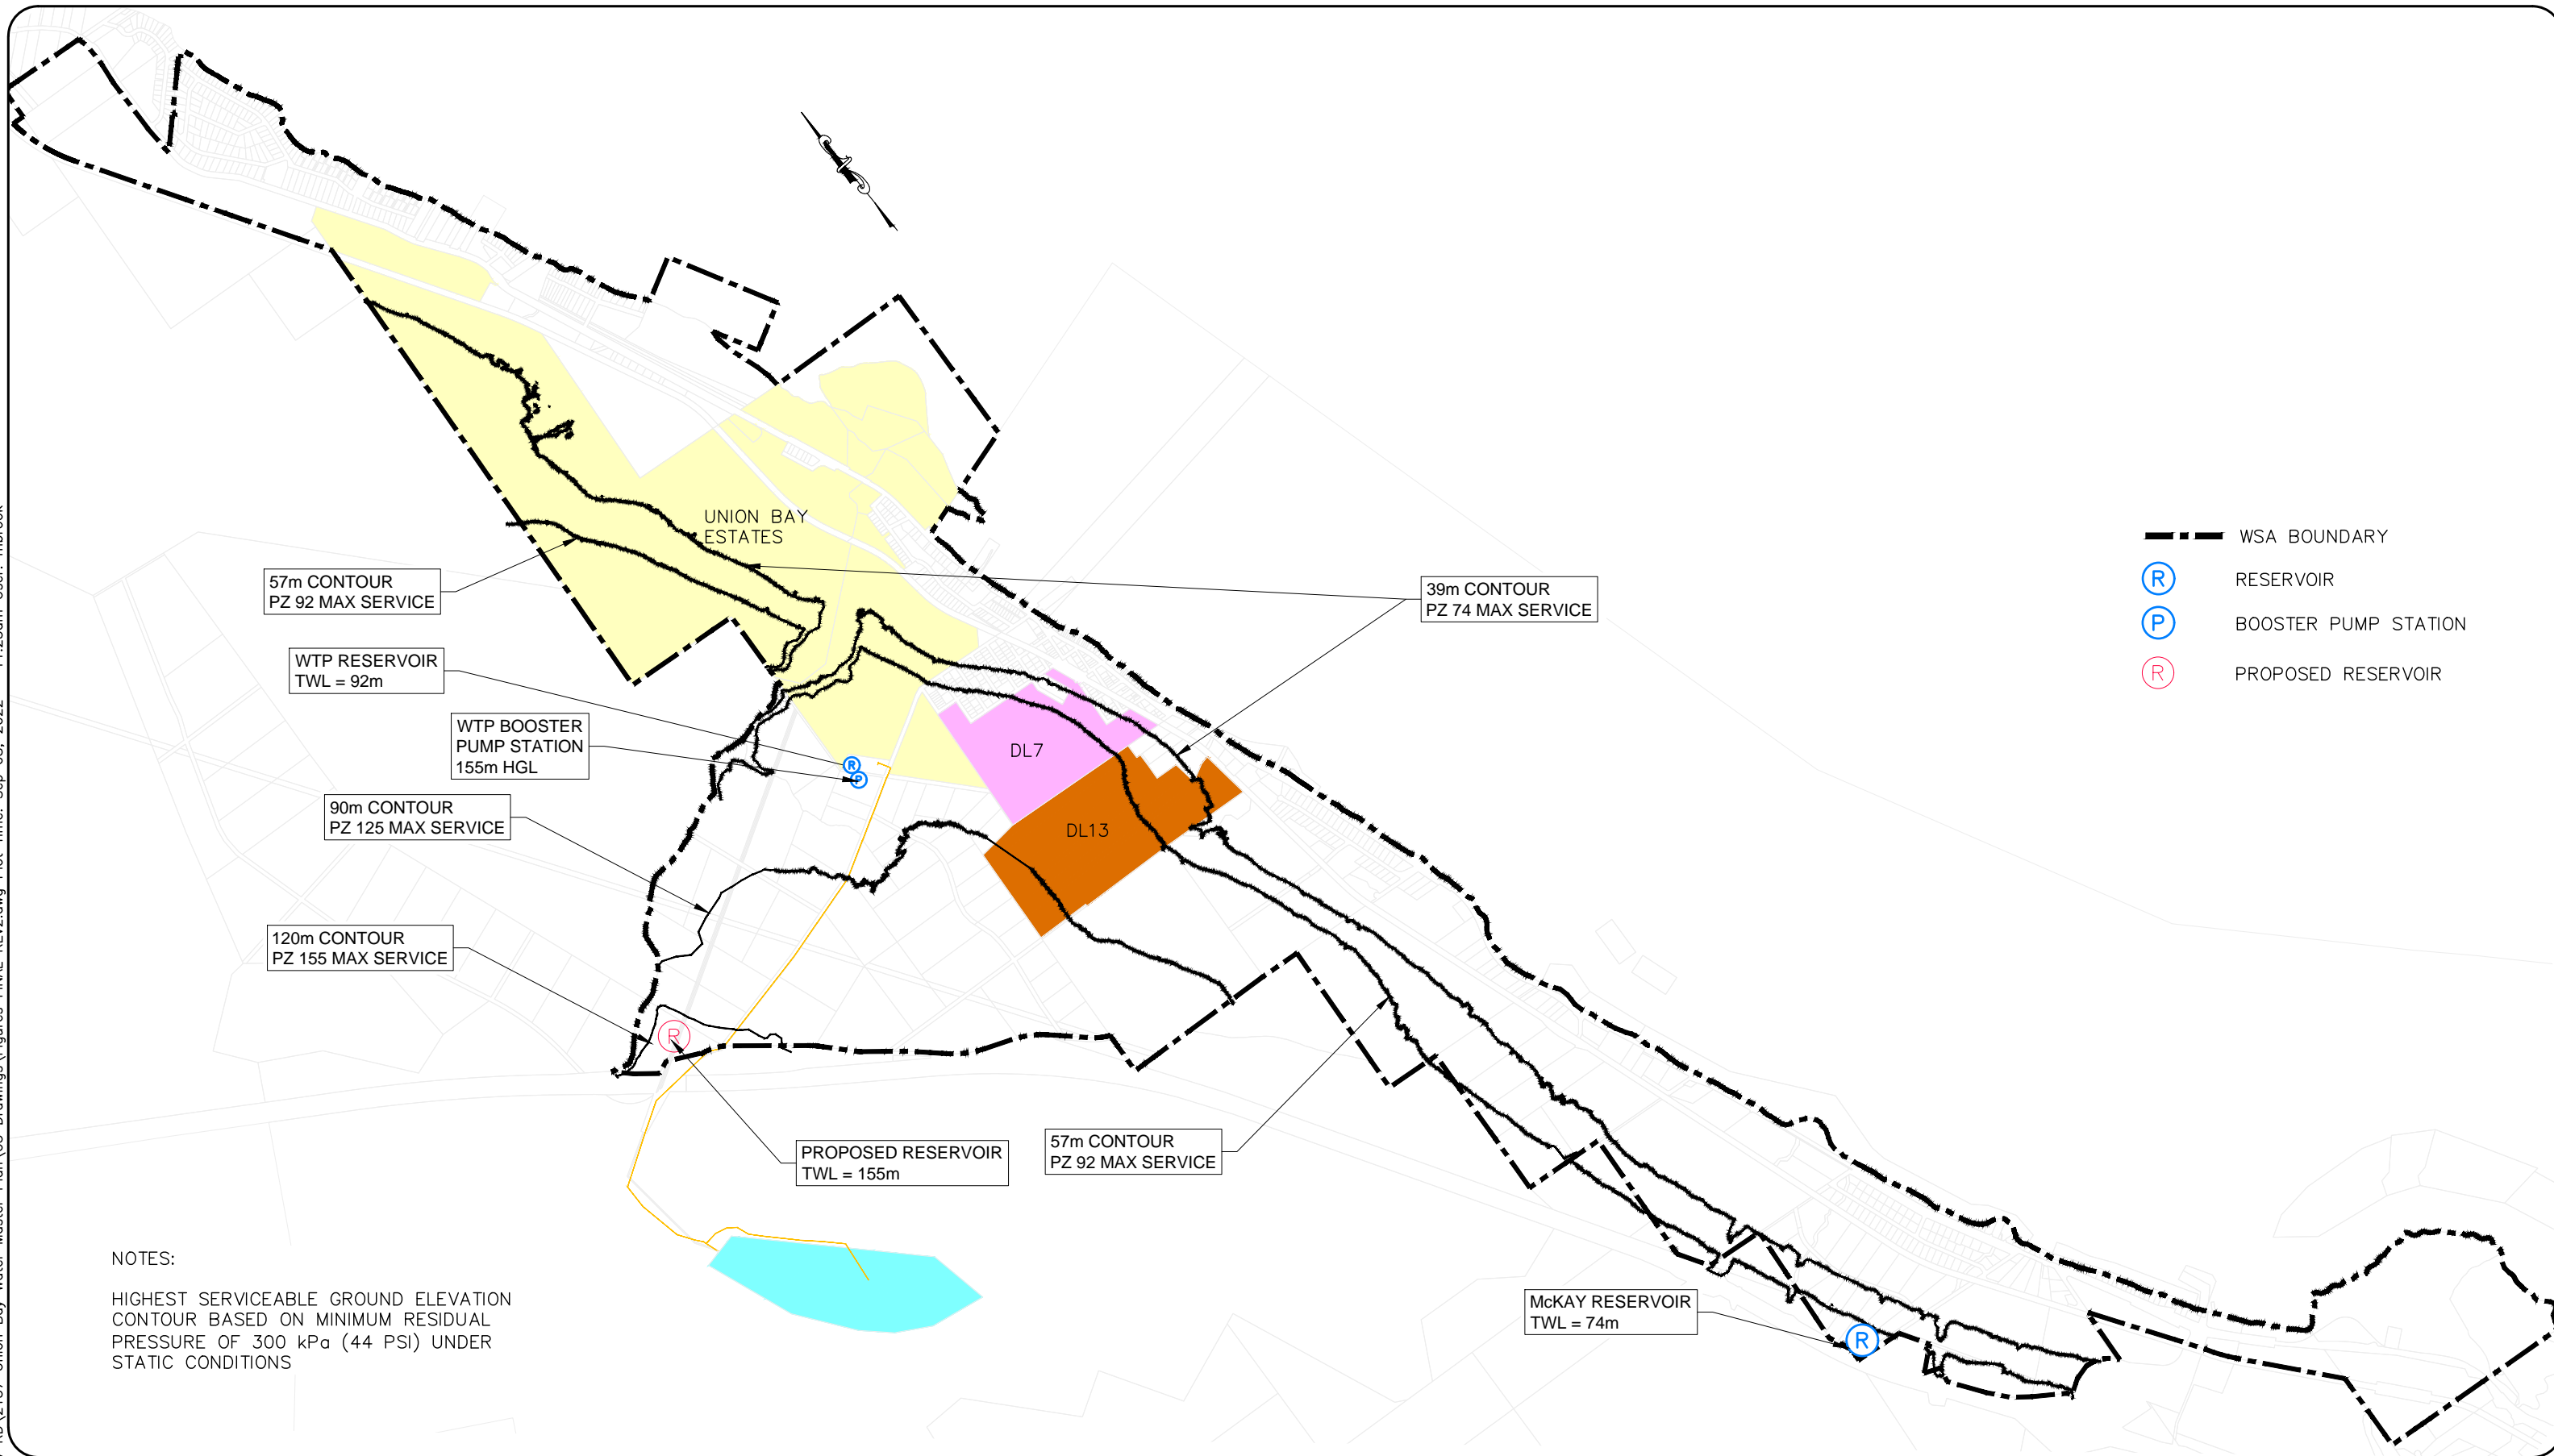 UNION BAY
ESTATES
57m CONTOUR
PZ 92 MAX SERVICE
39m CONTOUR
PZ 74 MAX SERVICE
WTP RESERVOIR
TWL = 92m
WTP BOOSTER
PUMP STATION
155m HGL
R
P
DL7
DL13
90m CONTOUR
PZ 125 MAX SERVICE
120m CONTOUR
PZ 155 MAX SERVICE
R
PROPOSED RESERVOIR
TWL = 155m
57m CONTOUR
PZ 92 MAX SERVICE
McKAY RESERVOIR
TWL = 74m
R
WSA BOUNDARY
R RESERVOIR
P BOOSTER PUMP STATION
R PROPOSED RESERVOIR
NOTES:
HIGHEST SERVICEABLE GROUND ELEVATION
CONTOUR BASED ON MINIMUM RESIDUAL
PRESSURE OF 300 kPa (44 PSI) UNDER
STATIC CONDITIONS